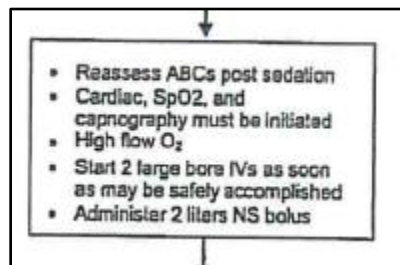 ▪ Reassess ABCs post sedation
▪ Cardiac, SpO2, and
capnography must be initiated
▪ High flow O₂
▪ Start 2 large bore IVs as soon
as may be safely accomplished
▪ Administer 2 liters NS bolus